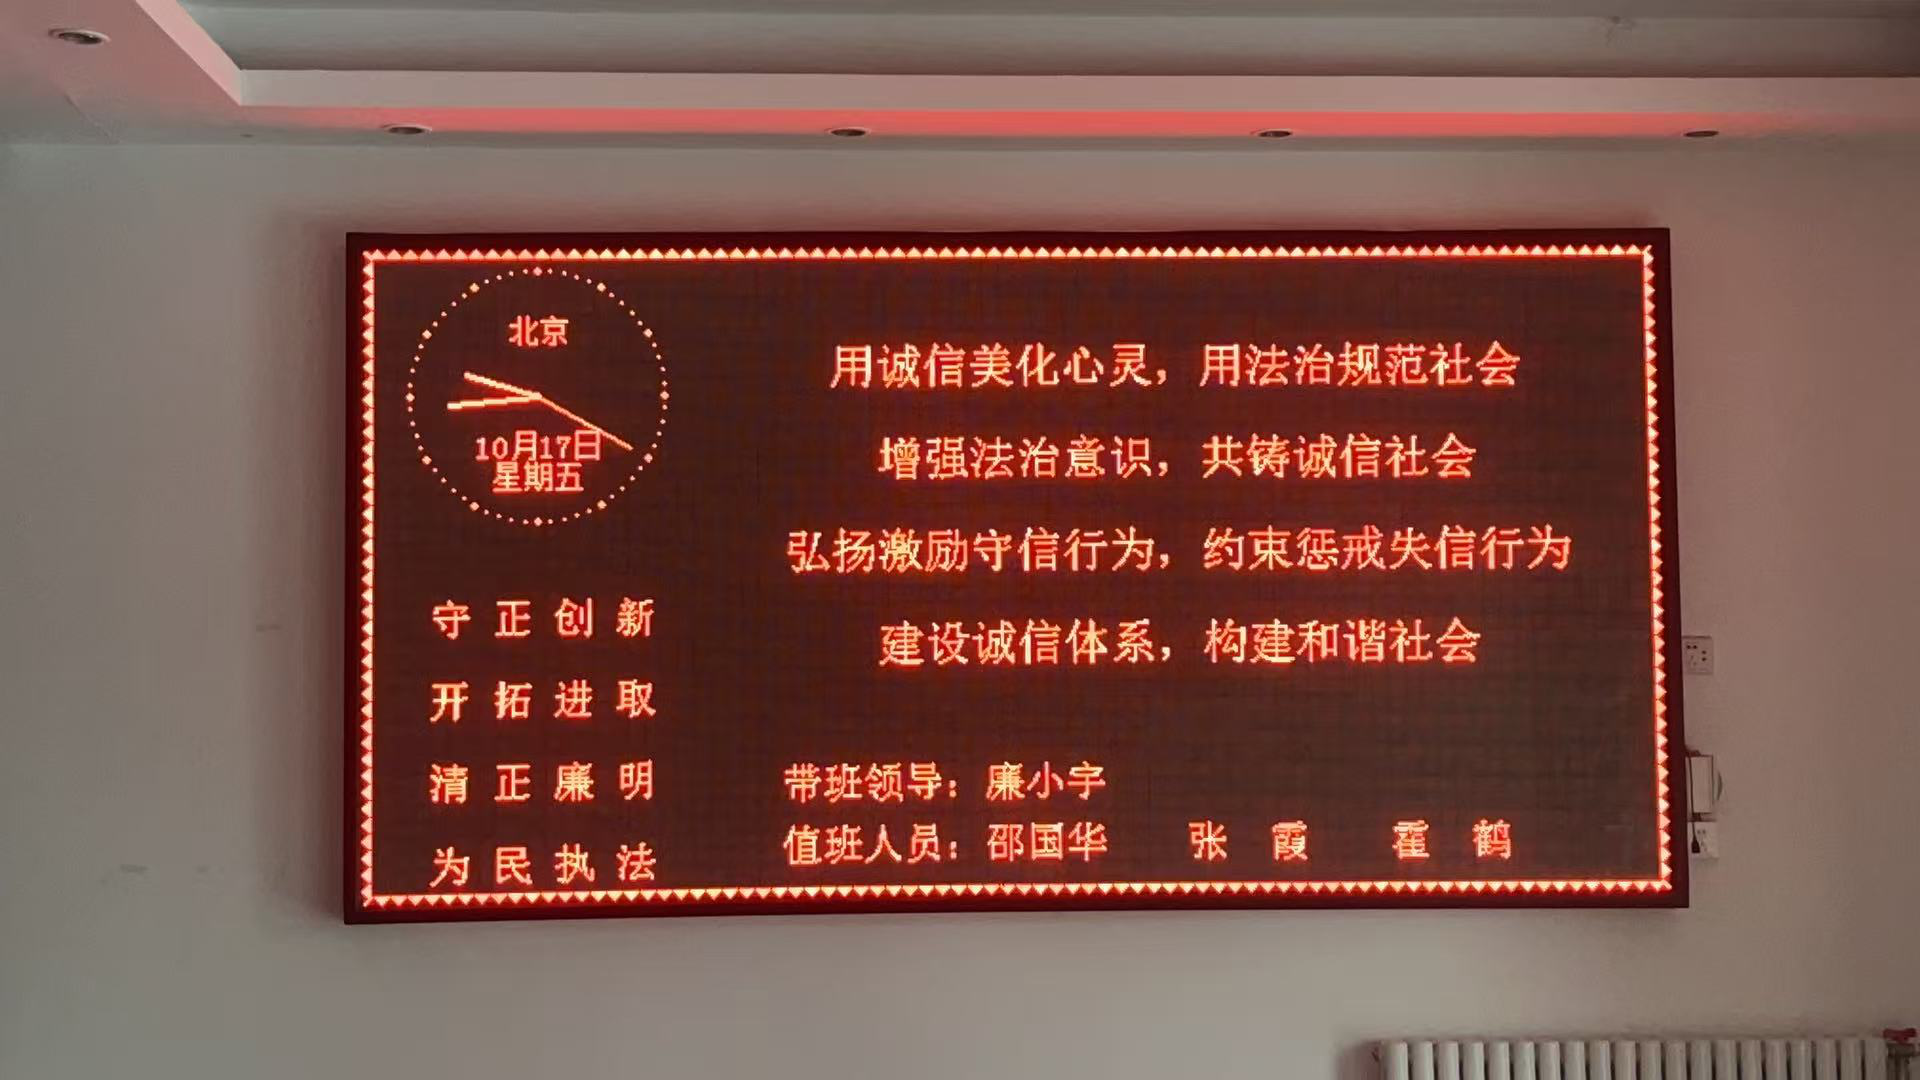 北京
10月17日
星期五
守正创新
开拓进取
清正廉明
为民执法
用诚信美化心灵，用法治规范社会
增强法治意识，共铸诚信社会
弘扬激励守信行为，约束惩戒失信行为
建设诚信体系，构建和谐社会
带班领导：廉小宇
值班人员：邵国华 张霞 霍鹤